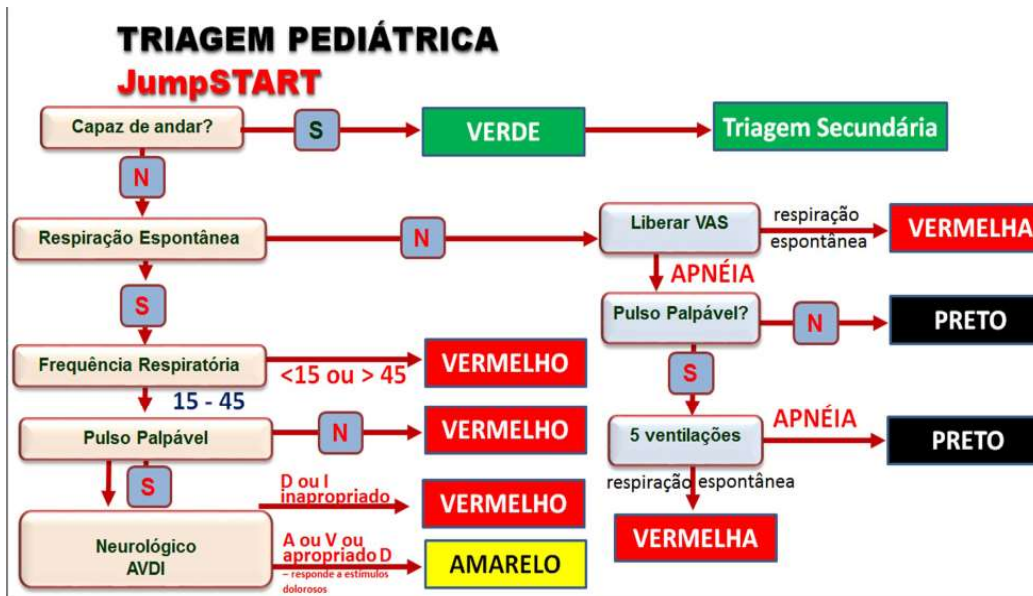 TRIAGEM PEDIÁTRICA
JumpSTART
Capaz de andar?
S
VERDE
Triagem Secundária
N
Respiração Espontânea
N
Liberar VAS
respiração
espontânea
VERMELHA
APNÉIA
S
Pulso Palpável?
N
PRETO
Frequência Respiratória
<15 ou > 45
VERMELHO
S
15 - 45
Pulso Palpável
N
VERMELHO
5 ventilações
APNÉIA
PRETO
S
respiração espontânea
D ou I
inapropriado
VERMELHO
VERMELHA
Neurológico
AVDI
A ou V ou
apropriado D
– responde a estímulos
dolorosos
AMARELO